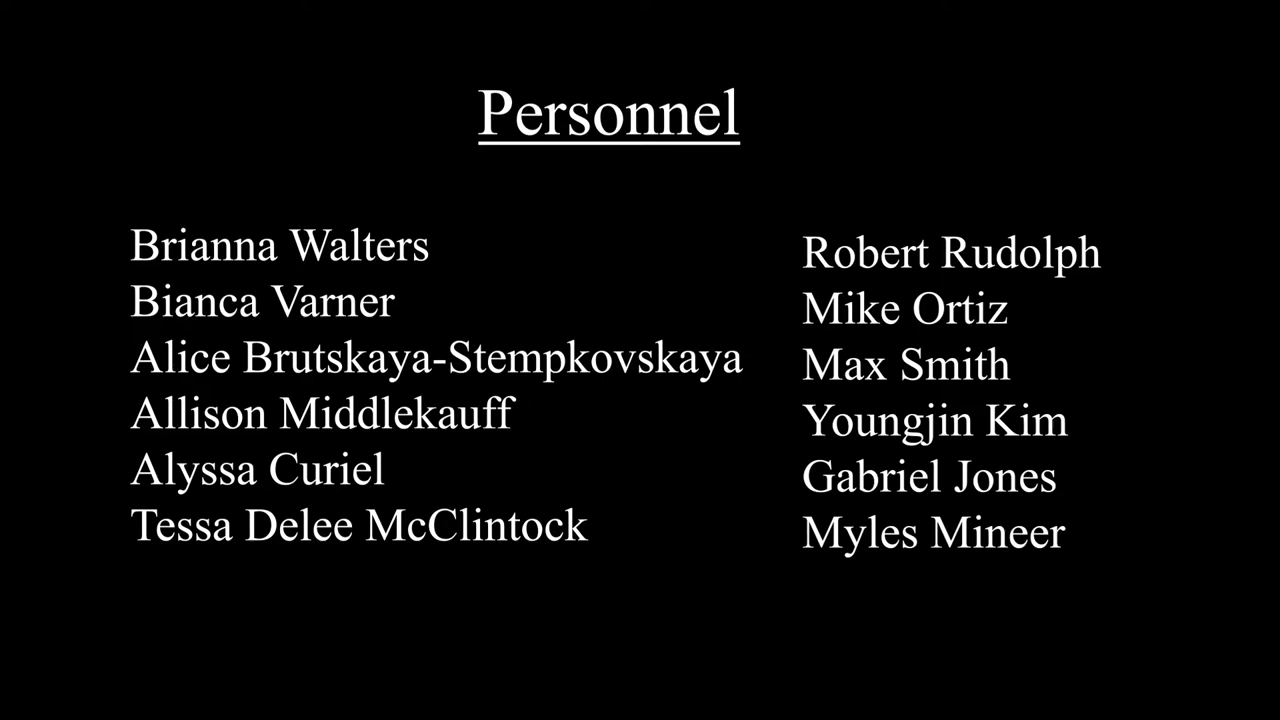 Personnel
Brianna Walters
Bianca Varner
Alice Brutskaya-Stempkovskaya
Allison Middlekauff
Alyssa Curiel
Tessa Delee McClintock
Robert Rudolph
Mike Ortiz
Max Smith
Youngjin Kim
Gabriel Jones
Myles Mineer